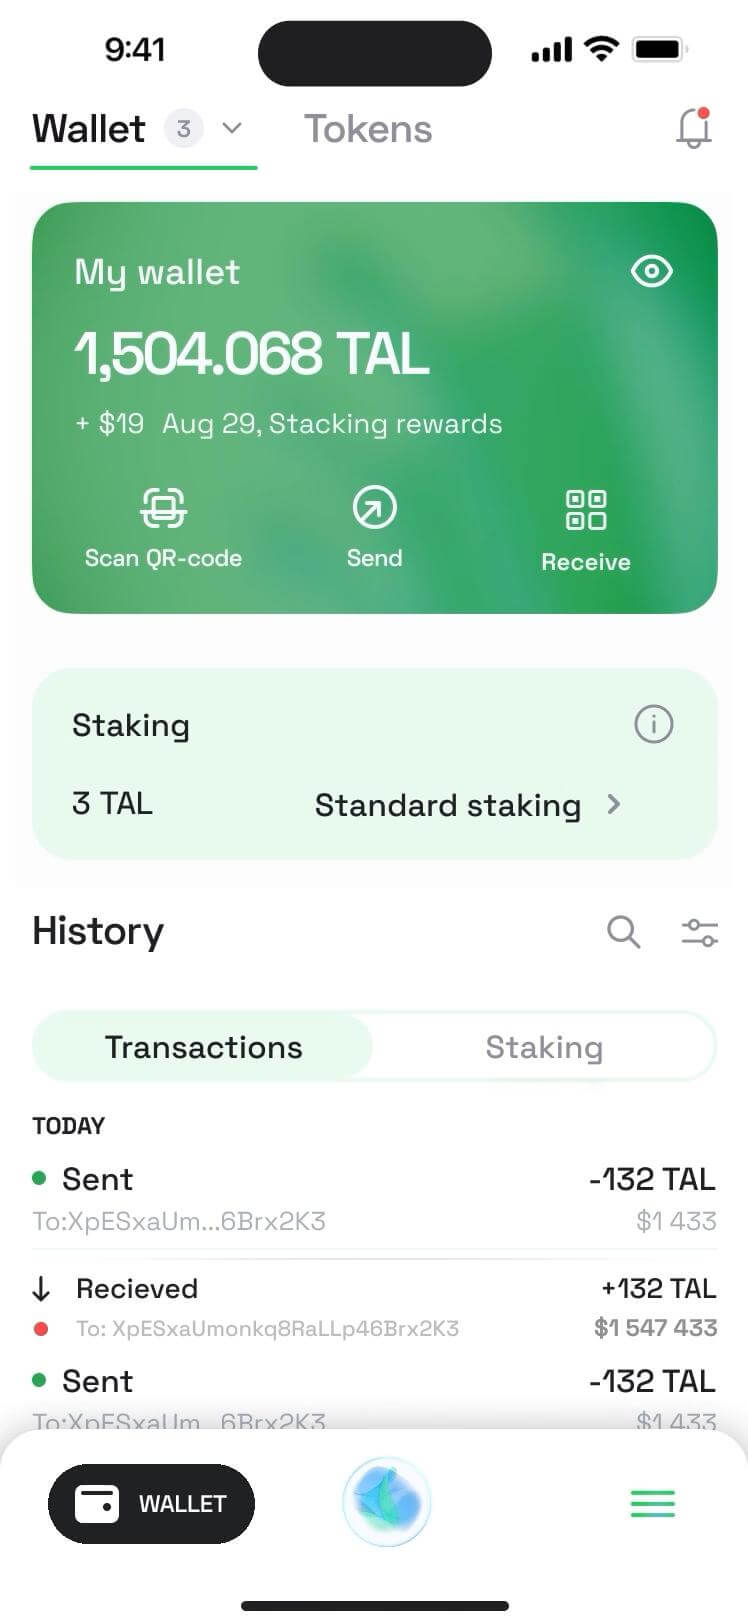 9:41
Wallet 3 Tokens
My wallet
1,504.068 TAL
+ $19 Aug 29, Stacking rewards
Scan QR-code Send Receive
Staking
3 TAL Standard staking
History
Transactions Staking
TODAY
Sent -132 TAL
To:XpESxaUm...6Brx2K3 $1 433
Recieved +132 TAL
To: XpESxaUmonkq8RaLLp46Brx2K3 $1 547 433
Sent -132 TAL
To:XpESxaUm...6Brx2K3 $1 433
WALLET